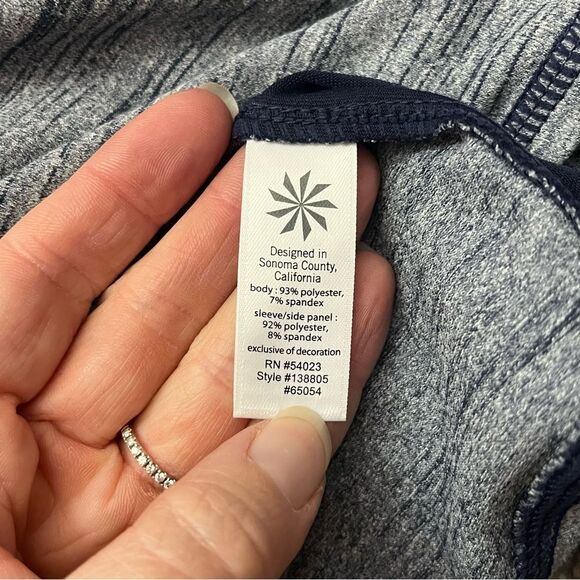 Designed in
Sonoma County,
California
body : 93% polyester,
7% spandex
sleeve/side panel :
92% polyester,
8% spandex
exclusive of decoration
RN #54023
Style #138805
#65054